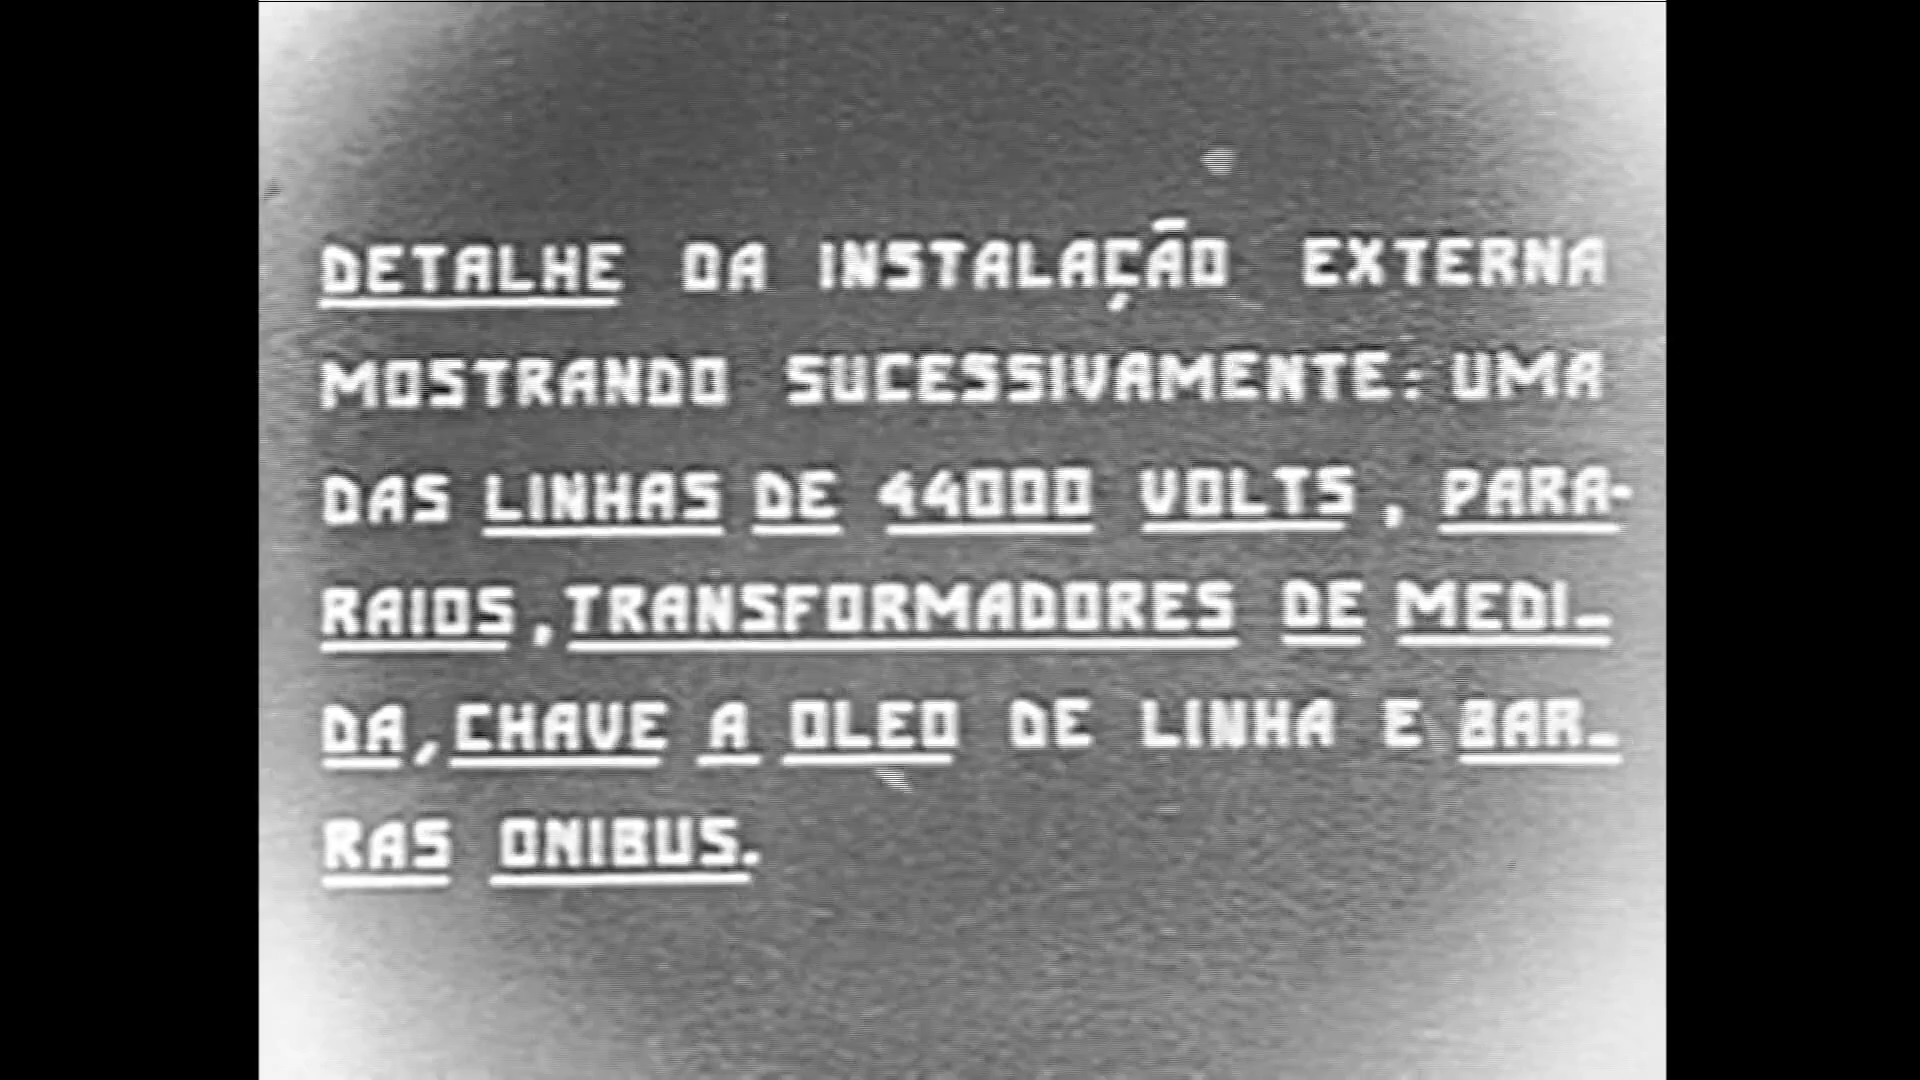 DETALHE DA INSTALAÇÃO EXTERNA
MOSTRANDO SUCESSIVAMENTE: UMA
DAS LINHAS DE 44000 VOLTS, PARA-
RAIOS, TRANSFORMADORES DE MEDI-
DA, CHAVE A OLEO DE LINHA E BAR-
RAS ONIBUS.